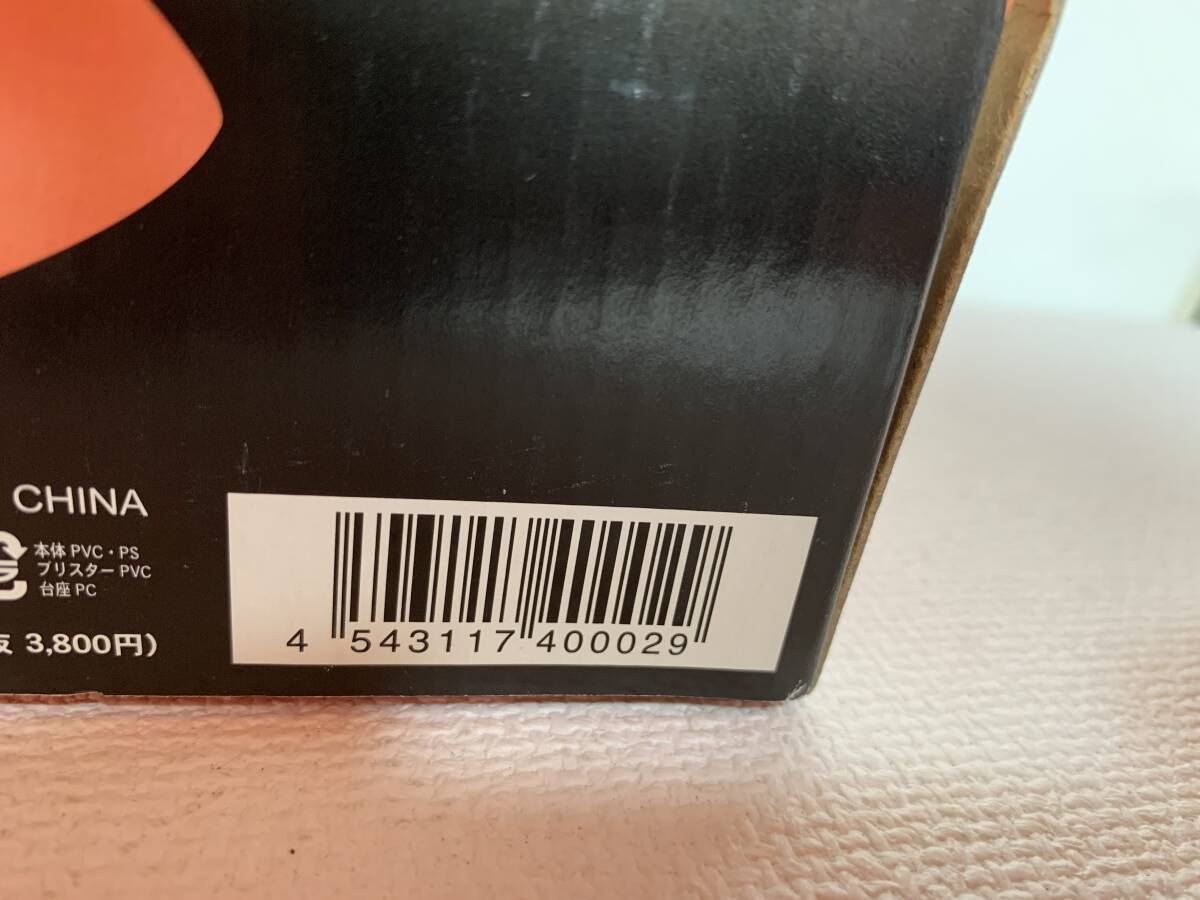 CHINA
本体 PVC・PS
ブリスター PVC
台座 PC
3,800円)
4 543117 400029